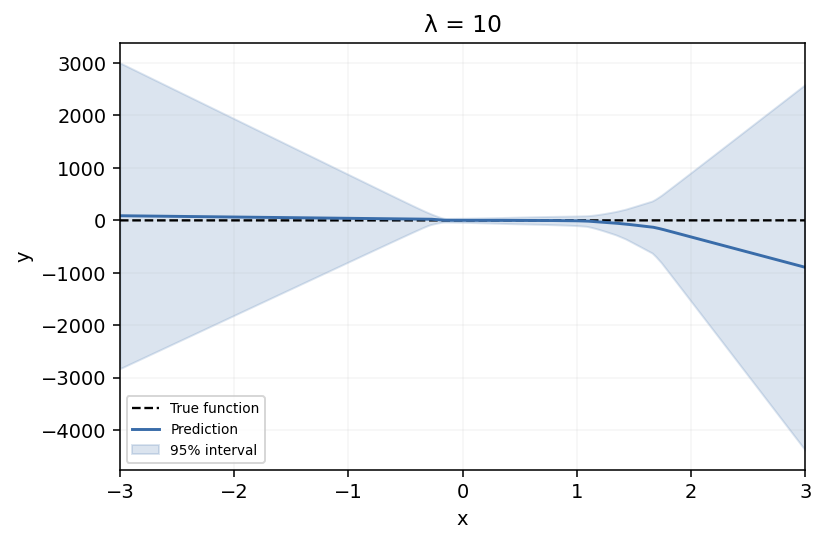 λ = 10
3000
2000
1000
0
−1000
−2000
−3000
−4000
y
True function
Prediction
95% interval
−3 −2 −1 0 1 2 3
x